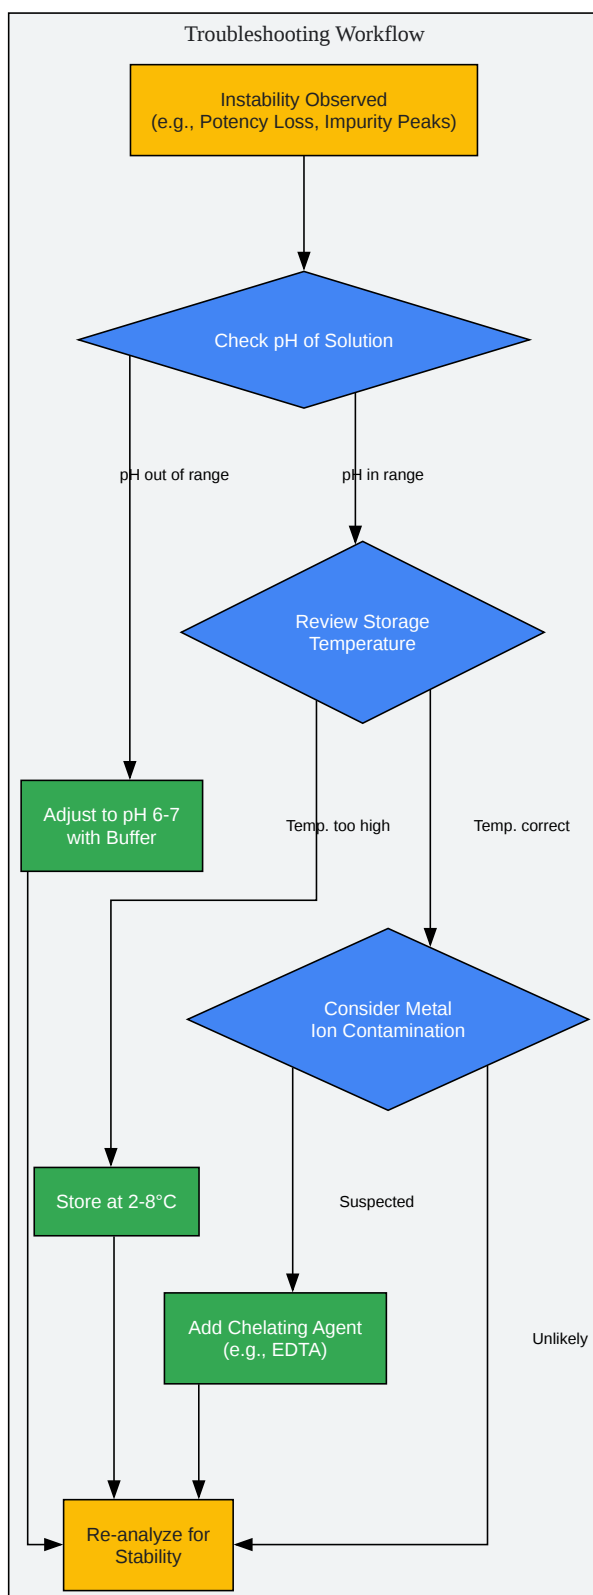 Troubleshooting Workflow
Instability Observed
(e.g., Potency Loss, Impurity Peaks)
Check pH of Solution
pH out of range
pH in range
Review Storage
Temperature
Adjust to pH 6-7
with Buffer
Temp. too high
Temp. correct
Consider Metal
Ion Contamination
Store at 2-8°C
Suspected
Add Chelating Agent
(e.g., EDTA)
Unlikely
Re-analyze for
Stability